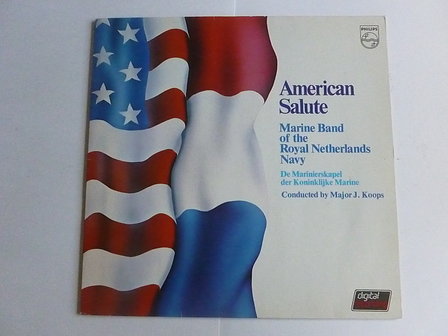 PHILIPS
American
Salute
Marine Band
of the
Royal Netherlands
Navy
De Marinierskapel
der Koninklijke Marine
Conducted by Major J. Koops
digital